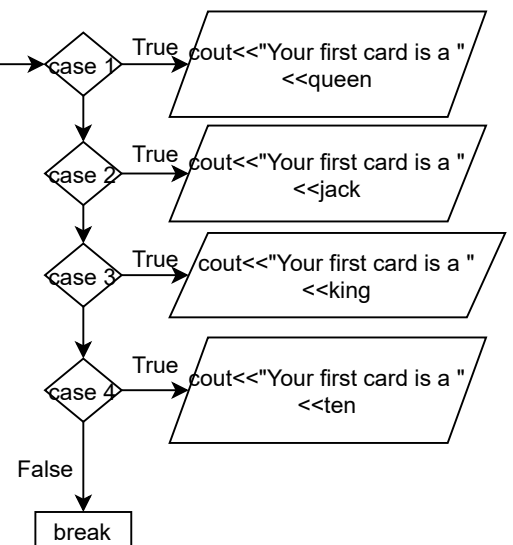 case 1
True
cout<<"Your first card is a "
<<queen
case 2
True
cout<<"Your first card is a "
<<jack
case 3
True
cout<<"Your first card is a "
<<king
case 4
True
cout<<"Your first card is a "
<<ten
False
break